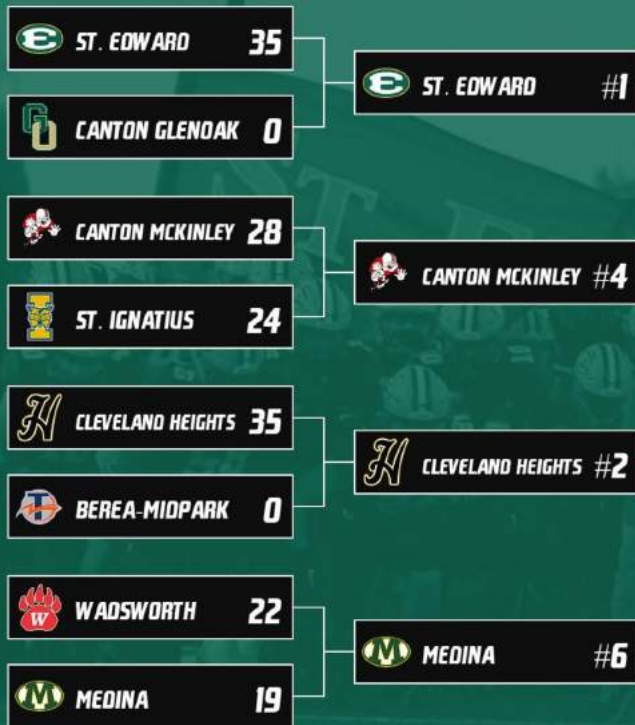 ST. EDWARD 35
CANTON GLENOAK 0
CANTON MCKINLEY 28
ST. IGNATIUS 24
CLEVELAND HEIGHTS 35
BEREA-MIDPARK 0
WADSWORTH 22
MEDINA 19
ST. EDWARD #1
CANTON MCKINLEY #4
CLEVELAND HEIGHTS #2
MEDINA #6